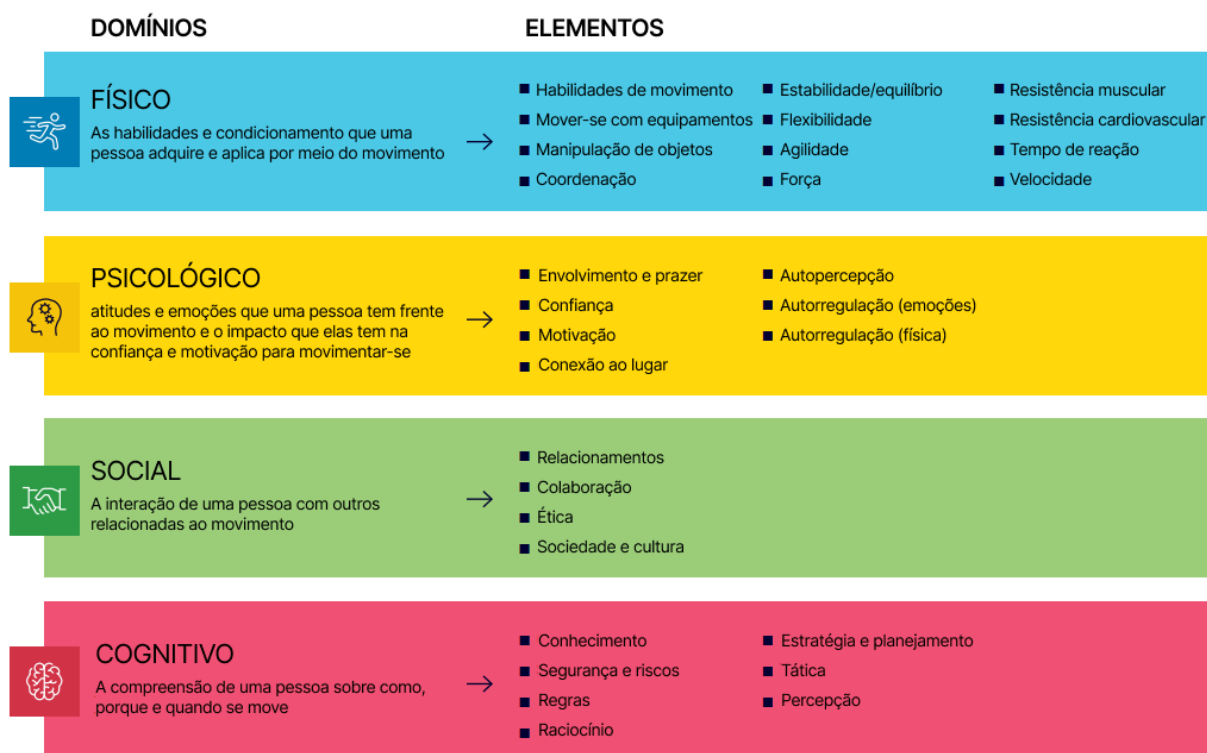 DOMÍNIOS
ELEMENTOS
FÍSICO
As habilidades e condicionamento que uma
pessoa adquire e aplica por meio do movimento
Habilidades de movimento
Mover-se com equipamentos
Manipulação de objetos
Coordenação
Estabilidade/equilíbrio
Flexibilidade
Agilidade
Força
Resistência muscular
Resistência cardiovascular
Tempo de reação
Velocidade
PSICOLÓGICO
atitudes e emoções que uma pessoa tem frente
ao movimento e o impacto que elas tem na
confiança e motivação para movimentar-se
Envolvimento e prazer
Confiança
Motivação
Conexão ao lugar
Autopercepção
Autorregulação (emoções)
Autorregulação (física)
SOCIAL
A interação de uma pessoa com outros
relacionadas ao movimento
Relacionamentos
Colaboração
Ética
Sociedade e cultura
COGNITIVO
A compreensão de uma pessoa sobre como,
porque e quando se move
Conhecimento
Segurança e riscos
Regras
Raciocínio
Estratégia e planejamento
Tática
Percepção